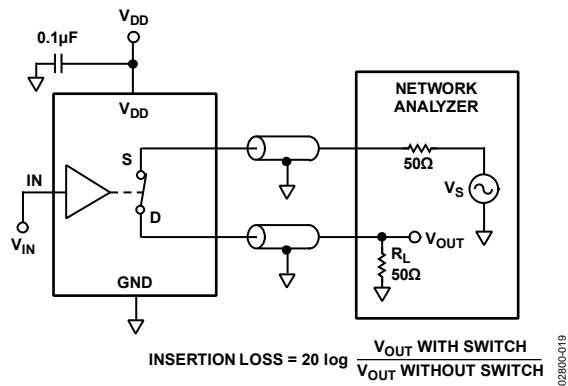 V_DD
0.1µF
V_DD
NETWORK
ANALYZER
S
50Ω
V_S
IN
D
V_OUT
V_IN
R_L
50Ω
GND
INSERTION LOSS = 20 log V_OUT WITH SWITCH
V_OUT WITHOUT SWITCH
02800-019